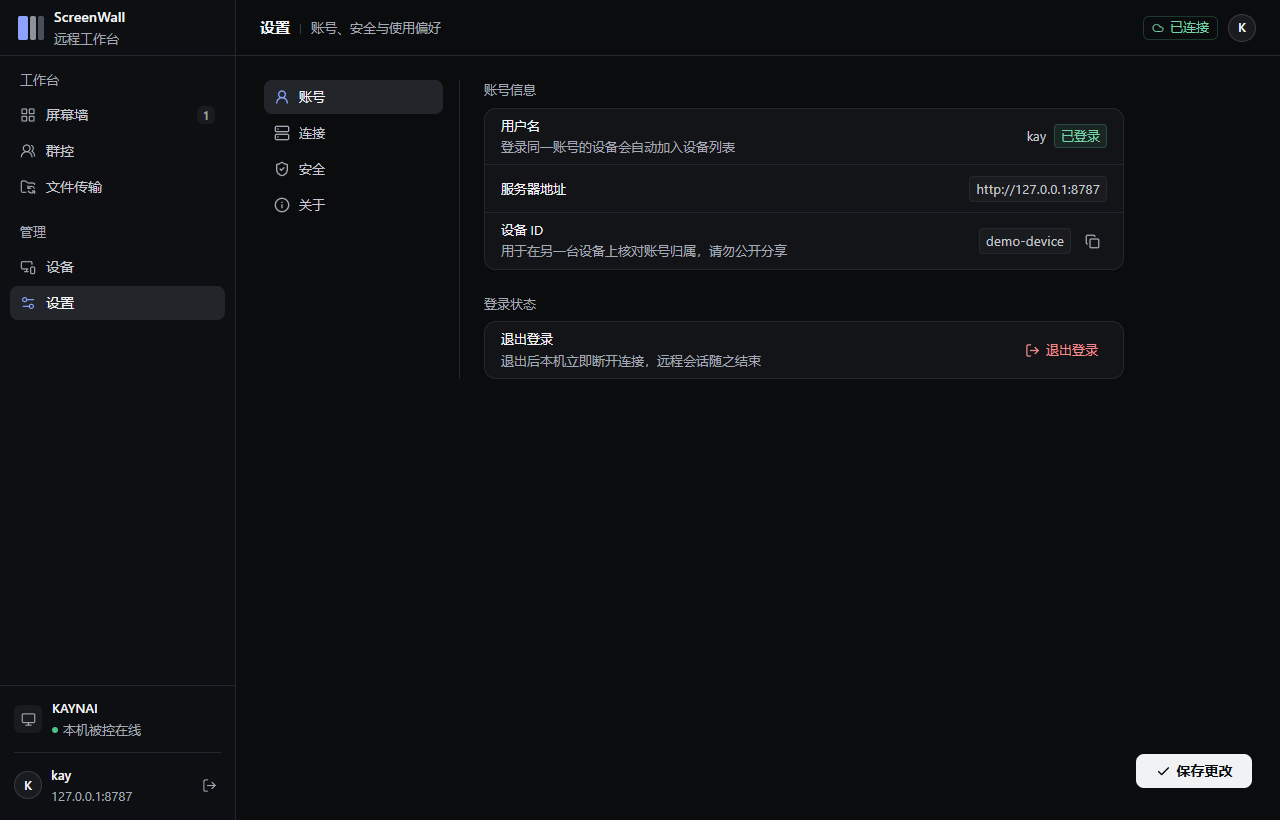 ScreenWall
远程工作台
工作台
屏幕墙
1
群控
文件传输
管理
设备
设置
KAYNAI
本机被控在线
K
kay
127.0.0.1:8787
设置
账号、安全与使用偏好
已连接
K
账号
连接
安全
关于
账号信息
用户名
登录同一账号的设备会自动加入设备列表
kay
已登录
服务器地址
http://127.0.0.1:8787
设备 ID
用于在另一台设备上核对账号归属，请勿公开分享
demo-device
登录状态
退出登录
退出后本机立即断开连接，远程会话随之结束
退出登录
保存更改